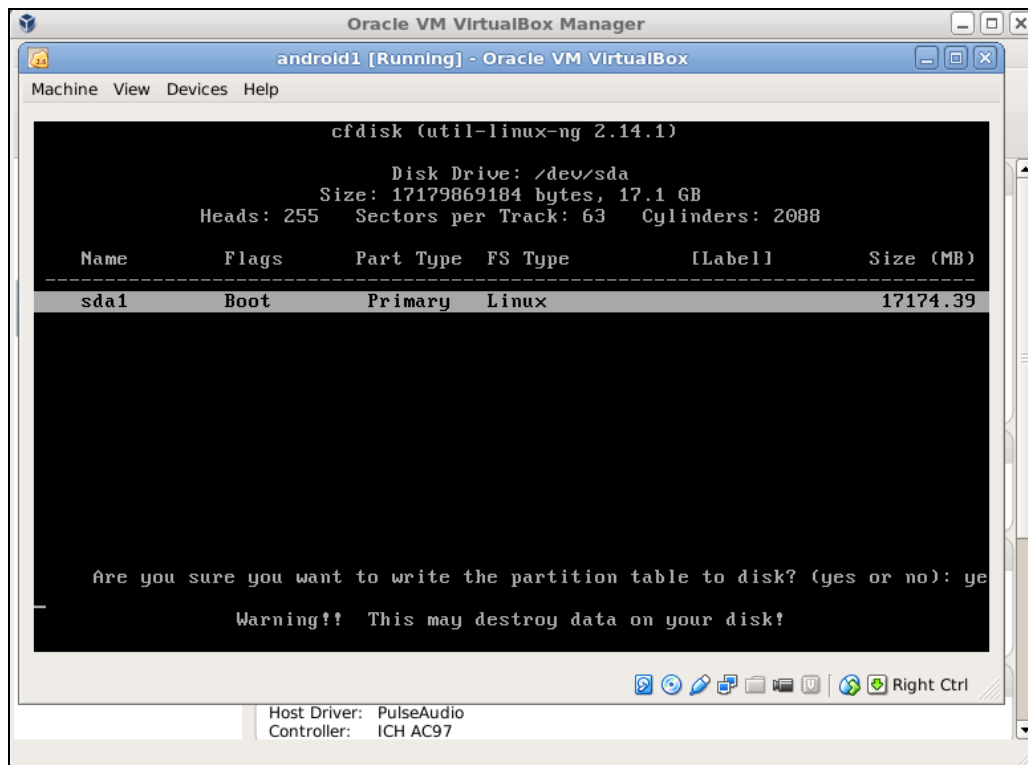 Oracle VM VirtualBox Manager
android1 [Running] - Oracle VM VirtualBox
Machine View Devices Help
cfdisk (util-linux-ng 2.14.1)
Disk Drive: /dev/sda
Size: 17179869184 bytes, 17.1 GB
Heads: 255 Sectors per Track: 63 Cylinders: 2088
Name Flags Part Type FS Type [Label] Size (MB)
sda1 Boot Primary Linux 17174.39
Are you sure you want to write the partition table to disk? (yes or no): ye
Warning!! This may destroy data on your disk!
Right Ctrl
Host Driver: PulseAudio
Controller: ICH AC97